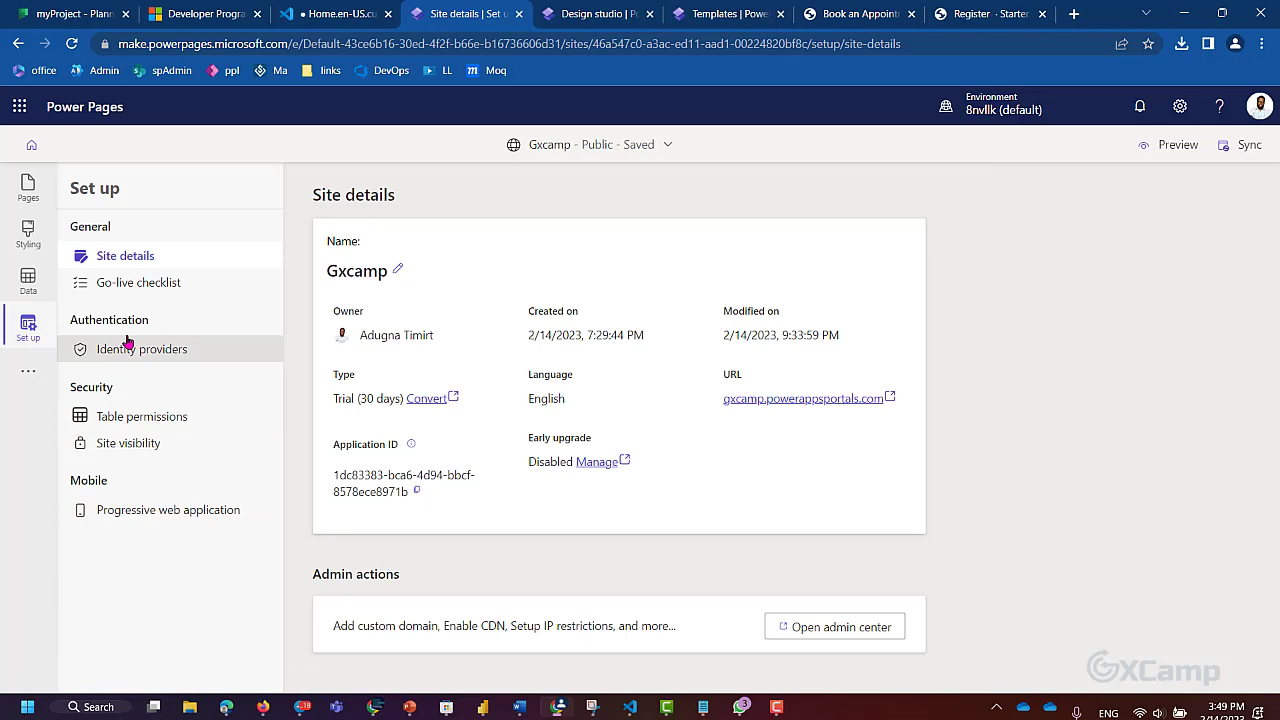 myProject - Plann
Developer Progra
• Home.en-US.cu
Site details | Set u
Design studio | Po
Templates | Powe
Book an Appoint
Register · Starter
make.powerpages.microsoft.com/e/Default-43ce6b16-30ed-4f2f-b66e-b16736606d31/sites/46a547c0-a3ac-ed11-aad1-00224820bf8c/setup/site-details
office
Admin
spAdmin
ppl
Ma
links
DevOps
LL
Moq
Power Pages
Environment
8nvllk (default)
Gxcamp - Public - Saved
Preview
Sync
Pages
Styling
Data
Set up
Set up
General
Site details
Go-live checklist
Authentication
Identity providers
Security
Table permissions
Site visibility
Mobile
Progressive web application
Site details
Name:
Gxcamp
Owner
Adugna Timirt
Created on
2/14/2023, 7:29:44 PM
Modified on
2/14/2023, 9:33:59 PM
Type
Trial (30 days) Convert
Language
English
URL
gxcamp.powerappsportals.com
Application ID
1dc83383-bca6-4d94-bbcf-
8578ece8971b
Early upgrade
Disabled Manage
Admin actions
Add custom domain, Enable CDN, Setup IP restrictions, and more...
Open admin center
GXCamp
Search
ENG
3:49 PM